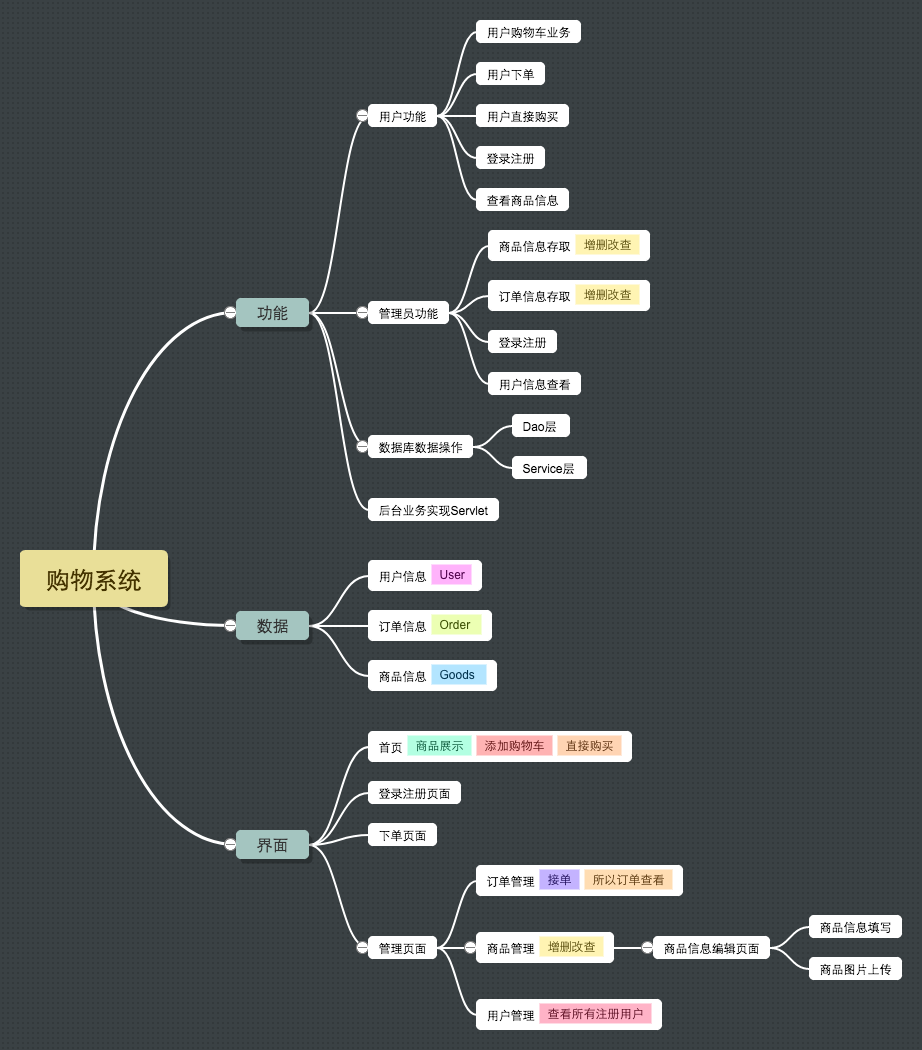 用户购物车业务
用户下单
用户功能
用户直接购买
登录注册
查看商品信息
商品信息存取 增删改查
订单信息存取 增删改查
功能
管理员功能
登录注册
用户信息查看
Dao层
数据库数据操作
Service层
后台业务实现Servlet
购物系统
用户信息 User
数据
订单信息 Order
商品信息 Goods
首页 商品展示 添加购物车 直接购买
登录注册页面
下单页面
界面
订单管理 接单 所以订单查看
管理页面
商品管理 增删改查
商品信息编辑页面
商品信息填写
商品图片上传
用户管理 查看所有注册用户